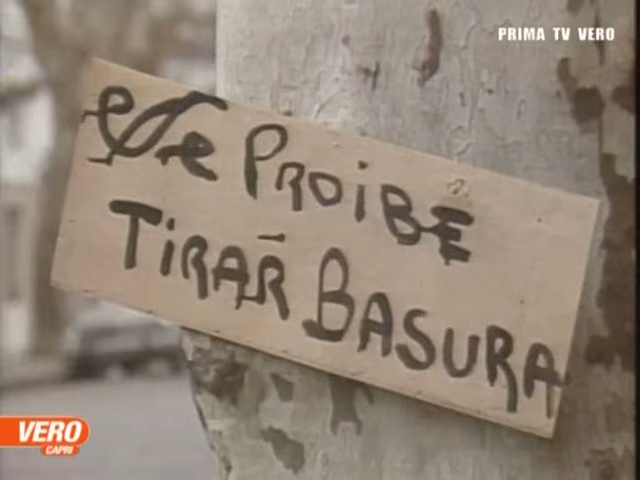 PRIMA TV VERO
Se PROIBE
TIRAR BASURA
VERO
CAPRI